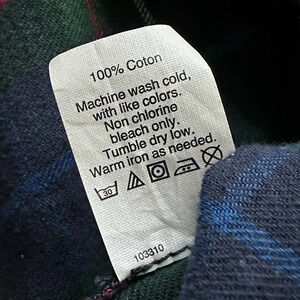 100% Coton
Machine wash cold,
with like colors.
Non chlorine
bleach only.
Tumble dry low.
Warm iron as needed.
30
103310